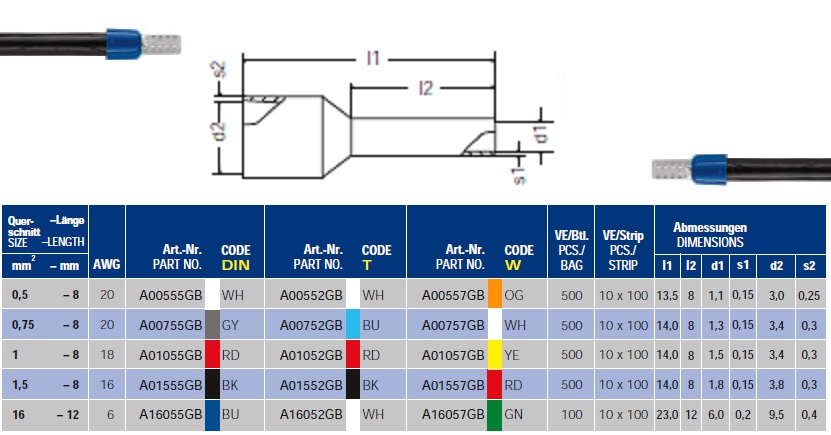 l1
l2
s2
d2
d1
s1
Quer- –Länge
schnitt
SIZE –LENGTH
mm² – mm
AWG
Art.-Nr. CODE
PART NO. DIN
Art.-Nr. CODE
PART NO. T
Art.-Nr. CODE
PART NO. W
VE/Btl.
PCS./
BAG
VE/Strip
PCS./
STRIP
Abmessungen
DIMENSIONS
l1 l2 d1 s1 d2 s2
0,5 – 8 20 A00555GB WH A00552GB WH A00557GB OG 500 10 x 100 13,5 8 1,1 0,15 3,0 0,25
0,75 – 8 20 A00755GB GY A00752GB BU A00757GB WH 500 10 x 100 14,0 8 1,3 0,15 3,4 0,3
1 – 8 18 A01055GB RD A01052GB RD A01057GB YE 500 10 x 100 14,0 8 1,5 0,15 3,4 0,3
1,5 – 8 16 A01555GB BK A01552GB BK A01557GB RD 500 10 x 100 14,0 8 1,8 0,15 3,8 0,3
16 – 12 6 A16055GB BU A16052GB WH A16057GB GN 100 10 x 100 23,0 12 6,0 0,2 9,5 0,4